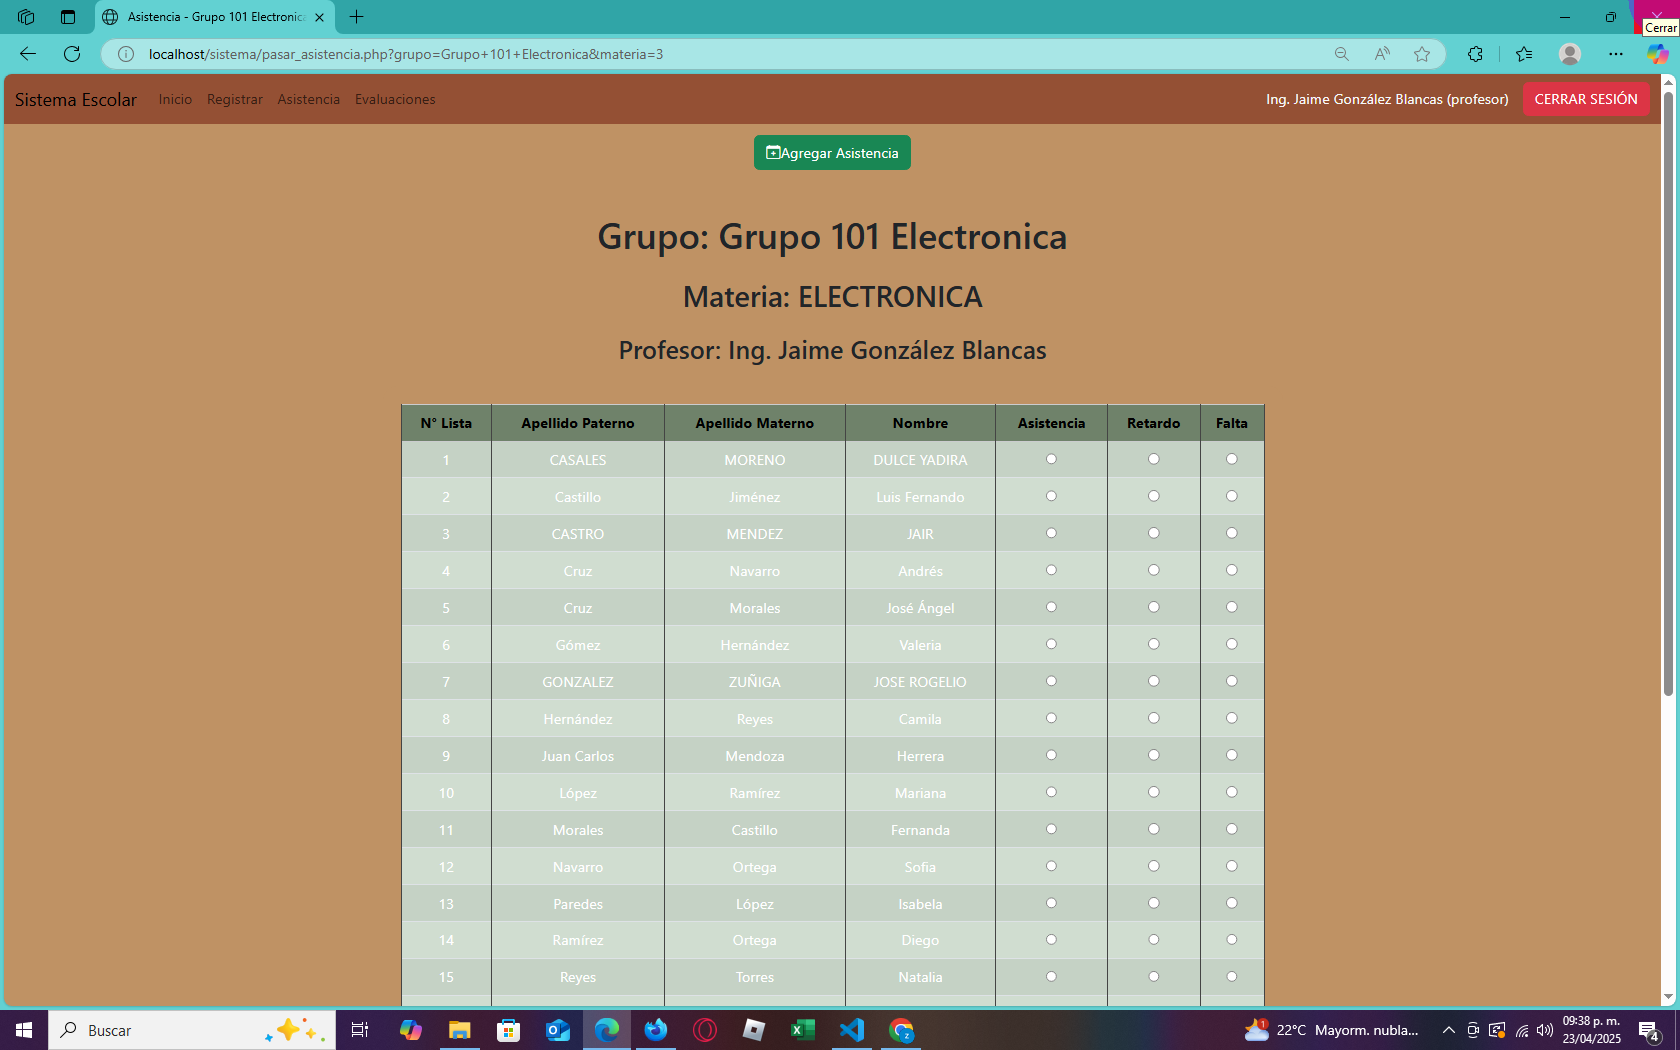 Asistencia - Grupo 101 Electronica
Cerrar
localhost/sistema/pasar_asistencia.php?grupo=Grupo+101+Electronica&materia=3
Sistema Escolar Inicio Registrar Asistencia Evaluaciones Ing. Jaime González Blancas (profesor) CERRAR SESIÓN
Agregar Asistencia
Grupo: Grupo 101 Electronica
Materia: ELECTRONICA
Profesor: Ing. Jaime González Blancas
N° Lista Apellido Paterno Apellido Materno Nombre Asistencia Retardo Falta
1 CASALES MORENO DULCE YADIRA
2 Castillo Jiménez Luis Fernando
3 CASTRO MENDEZ JAIR
4 Cruz Navarro Andrés
5 Cruz Morales José Ángel
6 Gómez Hernández Valeria
7 GONZALEZ ZUÑIGA JOSE ROGELIO
8 Hernández Reyes Camila
9 Juan Carlos Mendoza Herrera
10 López Ramírez Mariana
11 Morales Castillo Fernanda
12 Navarro Ortega Sofia
13 Paredes López Isabela
14 Ramírez Ortega Diego
15 Reyes Torres Natalia
Buscar 1 22°C Mayorm. nubla... 09:38 p. m.
23/04/2025 4